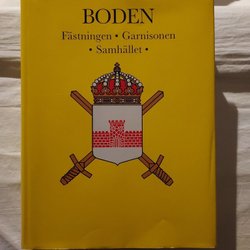 BODEN
Fästningen • Garnisonen
• Samhället •